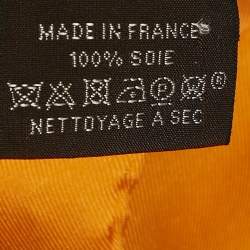 MADE IN FRANCE
100% SOIE
P W ®
NETTOYAGE A SEC